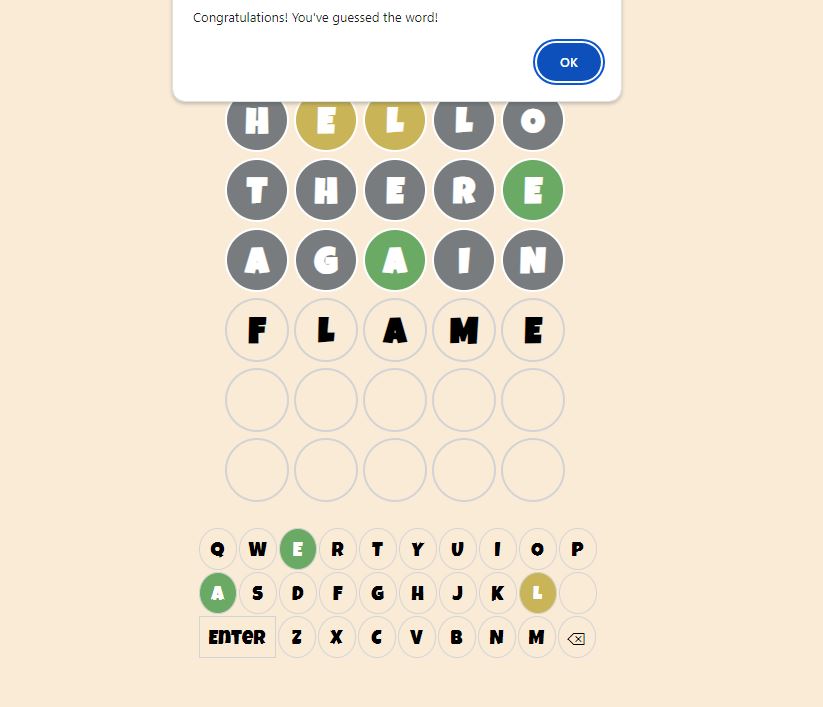 Congratulations! You've guessed the word!
OK
H E L L O
T H E R E
A G A I N
F L A M E
Q W E R T Y U I O P
A S D F G H J K L
Enter Z X C V B N M